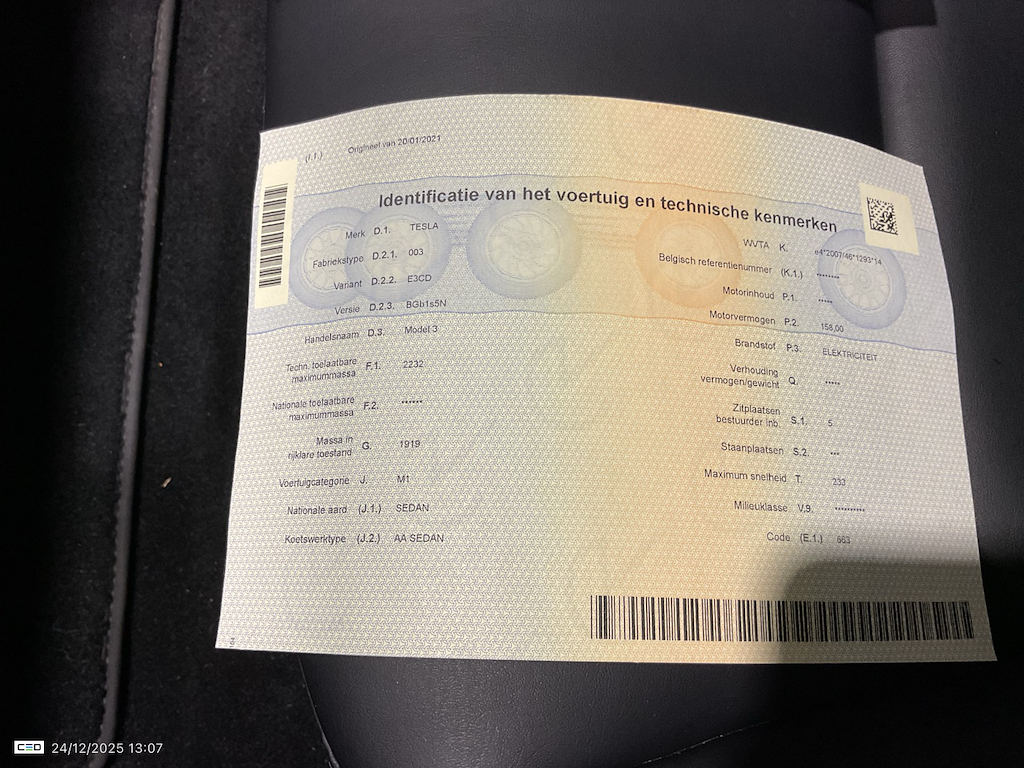 (I.1.) Origineel van 20/01/2021
Identificatie van het voertuig en technische kenmerken
Merk D.1. TESLA
Fabriekstype D.2.1. 003
Variant D.2.2. E3CD
Versie D.2.3. BGb1s5N
Handelsnaam D.3. Model 3
Techn. toelaatbare
maximummassa F.1. 2232
Nationale toelaatbare
maximummassa F.2. ******
Massa in
rijklare toestand G. 1919
Voertuigcategorie J. M1
Nationale aard (J.1.) SEDAN
Koetswerktype (J.2.) AA SEDAN
WVTA K. e4*2007/46*1293*14
Belgisch referentienummer (K.1.) ********
Motorinhoud P.1. *****
Motorvermogen P.2. 158,00
Brandstof P.3. ELEKTRICITEIT
Verhouding
vermogen/gewicht Q. *****
Zitplaatsen
bestuurder inb. S.1. 5
Staanplaatsen S.2. ***
Maximum snelheid T. 233
Milieuklasse V.9. **********
Code (E.1.) 663
CEO 24/12/2025 13:07